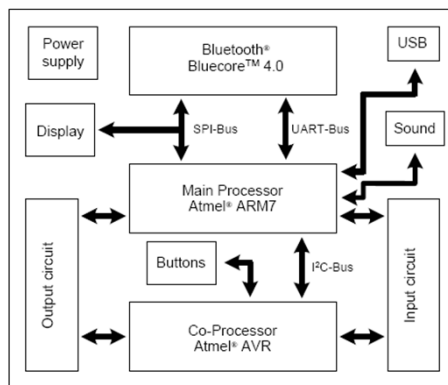 Power
supply
Bluetooth®
Bluecore™ 4.0
USB
Display
SPI-Bus
UART-Bus
Sound
Main Processor
Atmel® ARM7
Output circuit
Buttons
I²C-Bus
Input circuit
Co-Processor
Atmel® AVR